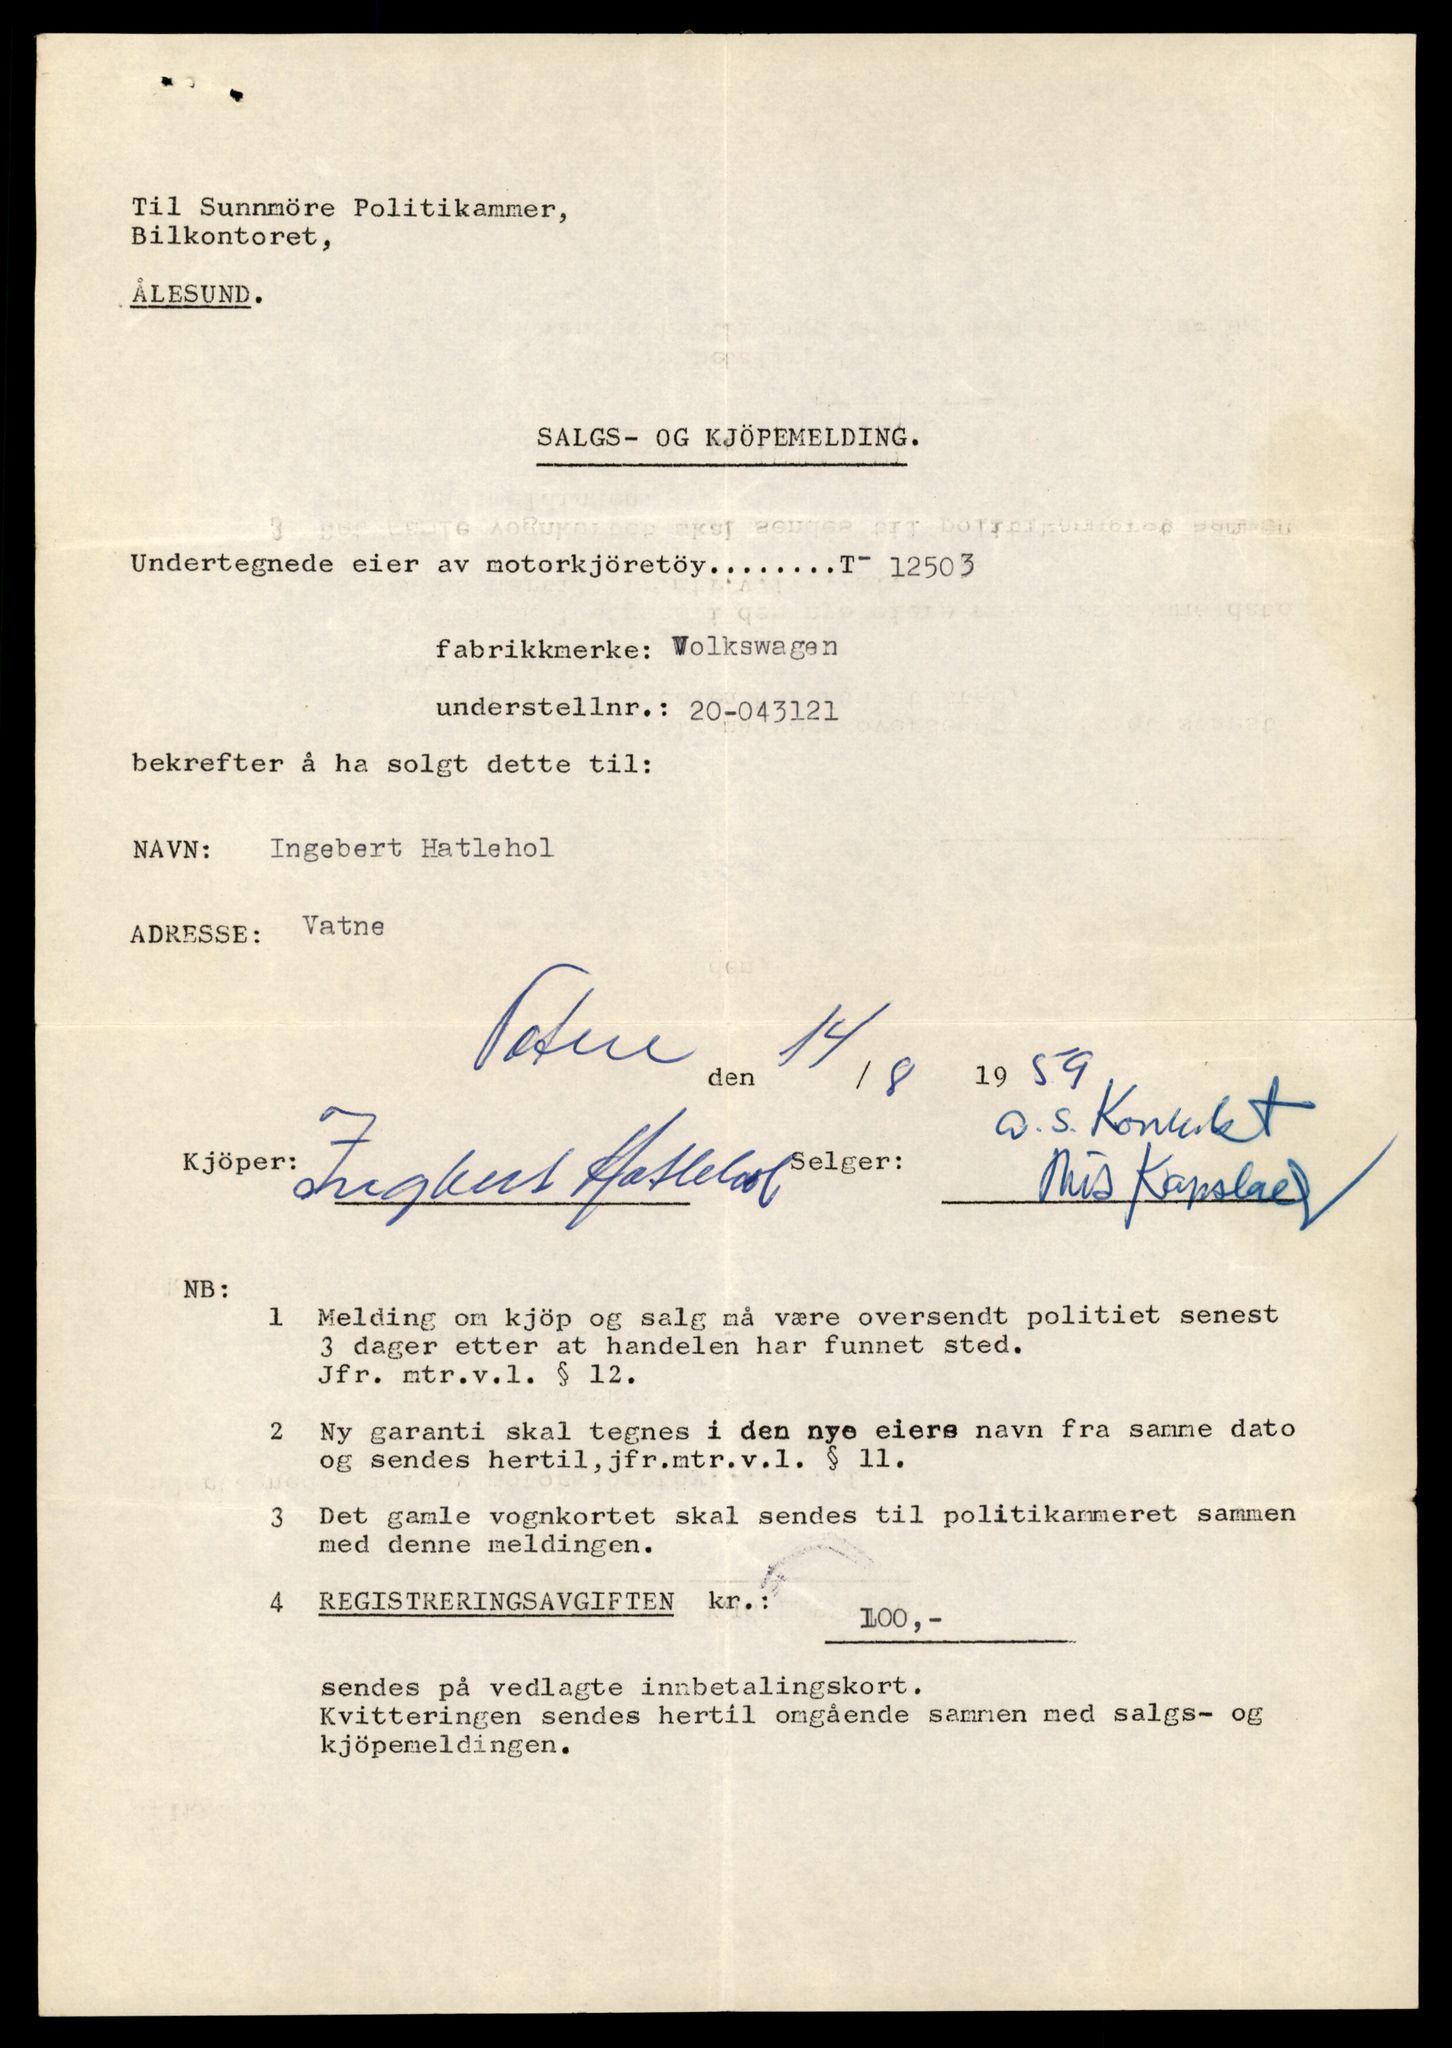 Til Sunnmöre Politikammer,
Bilkontoret,
ÅLESUND.
SALGS- OG KJÖPEMELDING.
Undertegnede eier av motorkjöretöy........T- 12503
fabrikkmerke: Volkswagen
understellnr.: 20-043121
bekrefter å ha solgt dette til:
NAVN: Ingebert Hatlehol
ADRESSE: Vatne
Vatne den 14/8 1959
a.s. Kontakt
Kjöper: Ingebert Hatlehol Selger: Nils
NB:
1 Melding om kjöp og salg må være oversendt politiet senest
3 dager etter at handelen har funnet sted.
Jfr. mtr.v.l. § 12.
2 Ny garanti skal tegnes i den nye eiers navn fra samme dato
og sendes hertil,jfr.mtr.v.l. § 11.
3 Det gamle vognkortet skal sendes til politikammeret sammen
med denne meldingen.
4 REGISTRERINGSAVGIFTEN kr.: 100,-
sendes på vedlagte innbetalingskort.
Kvitteringen sendes hertil omgående sammen med salgs- og
kjöpemeldingen.